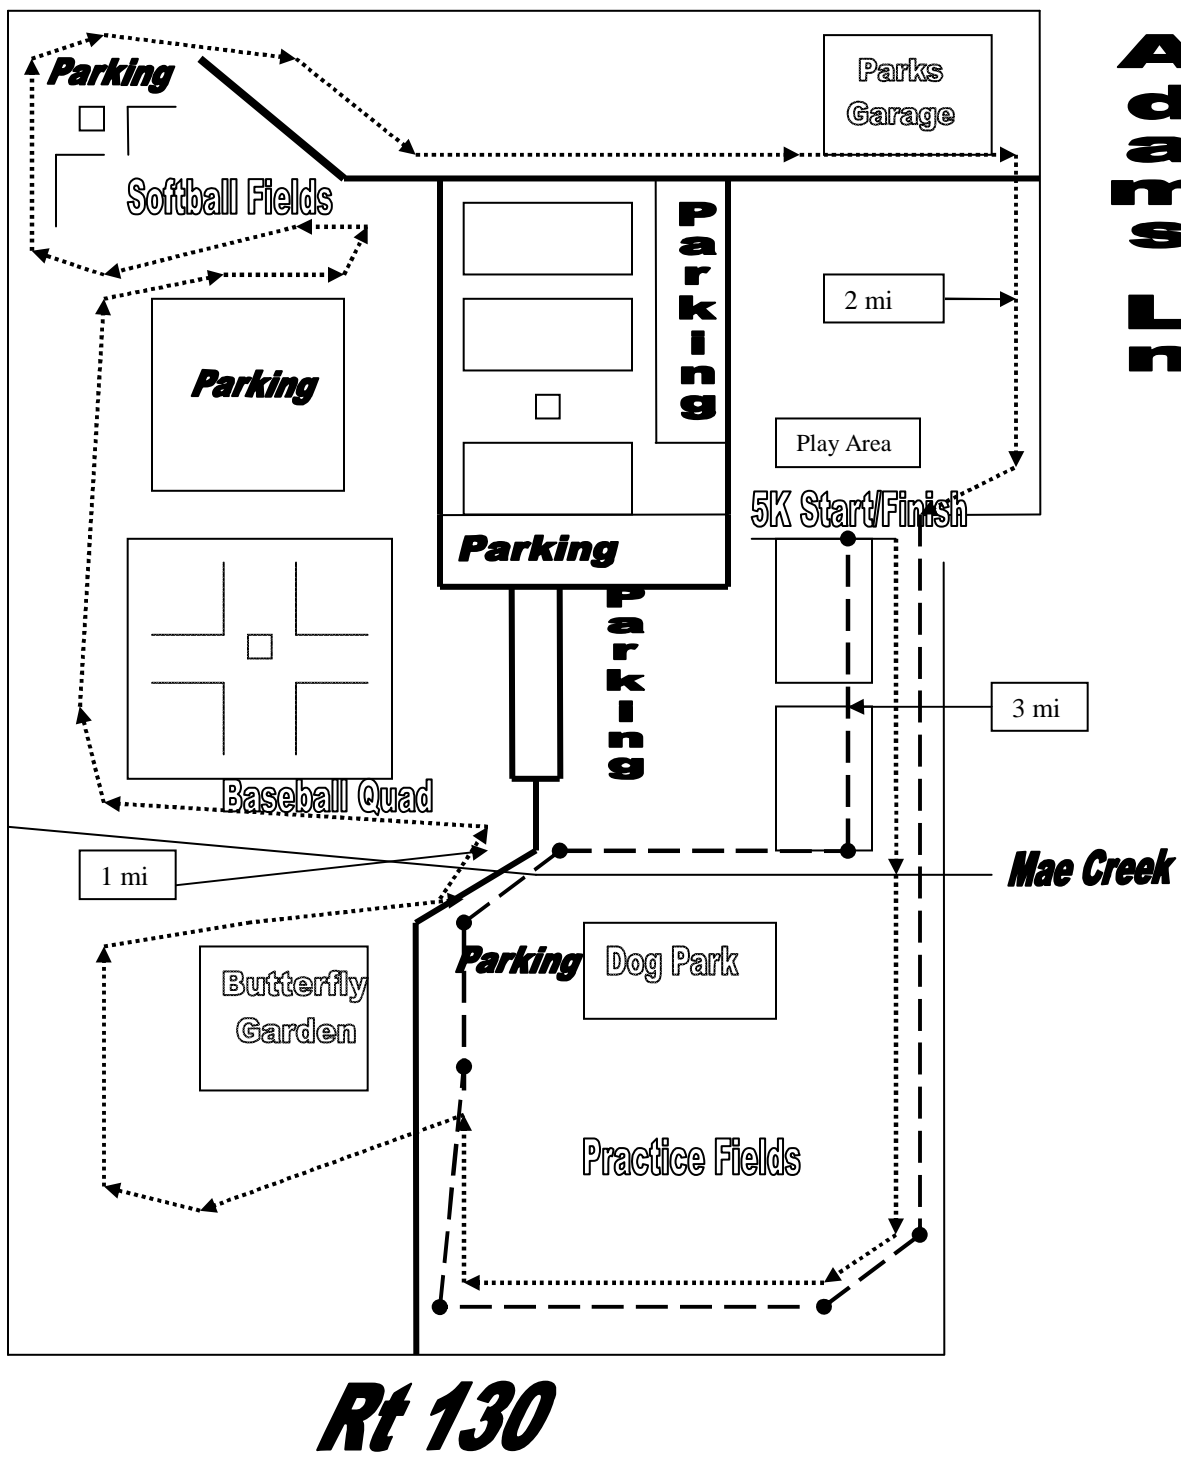 Parking
Parks
Garage
Adams Ln
Softball Fields
Parking
2 mi
Parking
Play Area
5K Start/Finish
Parking
Parking
3 mi
Baseball Quad
1 mi
Mae Creek
Parking
Dog Park
Butterfly
Garden
Practice Fields
Rt 130